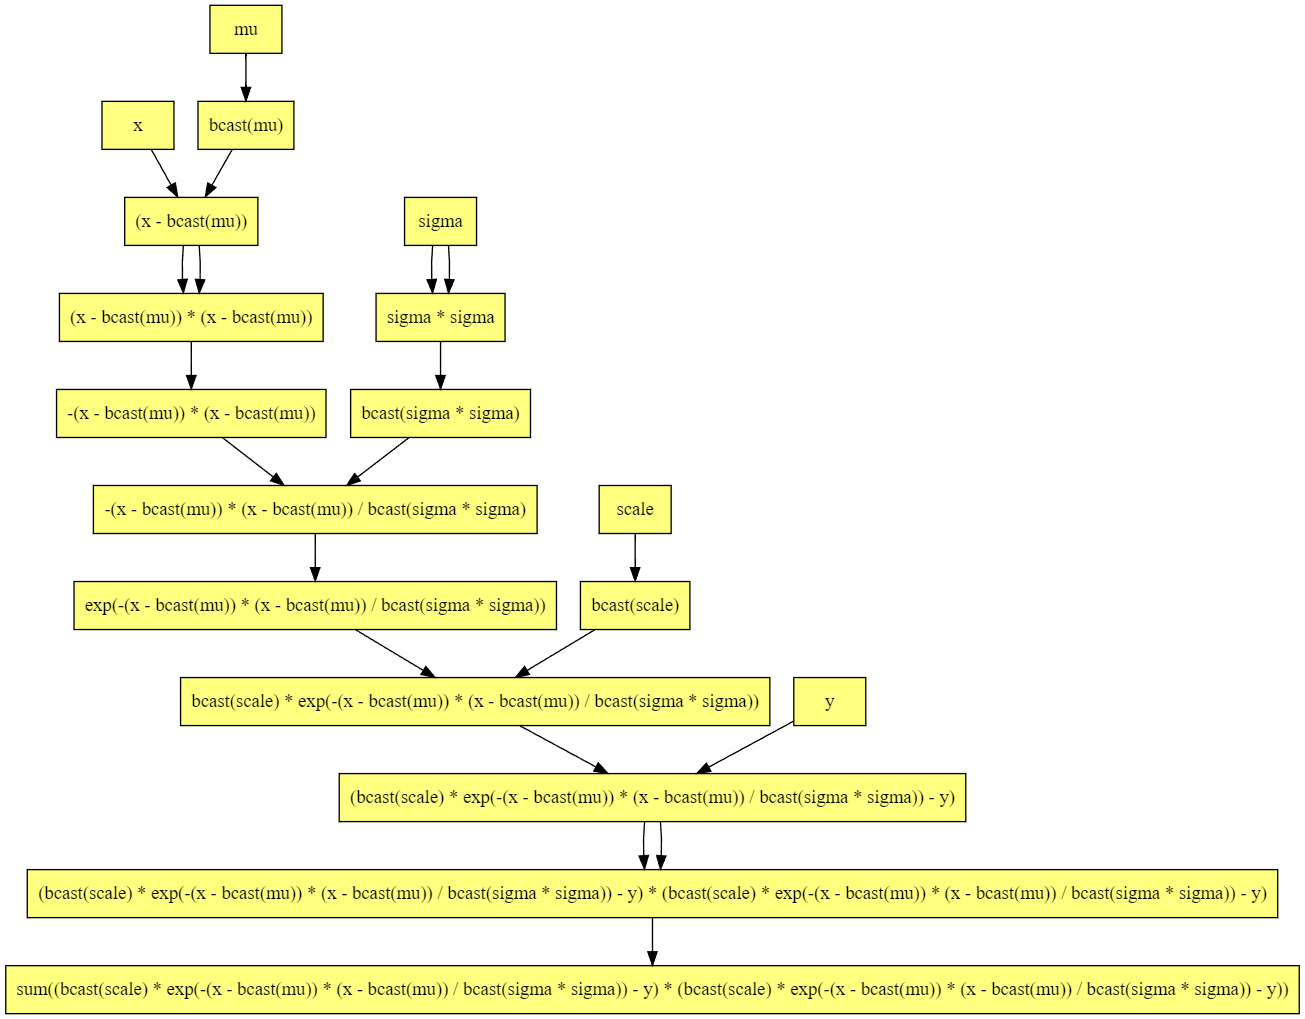 mu
x
bcast(mu)
(x - bcast(mu))
sigma
(x - bcast(mu)) * (x - bcast(mu))
sigma * sigma
-(x - bcast(mu)) * (x - bcast(mu))
bcast(sigma * sigma)
-(x - bcast(mu)) * (x - bcast(mu)) / bcast(sigma * sigma)
scale
exp(-(x - bcast(mu)) * (x - bcast(mu)) / bcast(sigma * sigma))
bcast(scale)
bcast(scale) * exp(-(x - bcast(mu)) * (x - bcast(mu)) / bcast(sigma * sigma))
y
(bcast(scale) * exp(-(x - bcast(mu)) * (x - bcast(mu)) / bcast(sigma * sigma)) - y)
(bcast(scale) * exp(-(x - bcast(mu)) * (x - bcast(mu)) / bcast(sigma * sigma)) - y) * (bcast(scale) * exp(-(x - bcast(mu)) * (x - bcast(mu)) / bcast(sigma * sigma)) - y)
sum((bcast(scale) * exp(-(x - bcast(mu)) * (x - bcast(mu)) / bcast(sigma * sigma)) - y) * (bcast(scale) * exp(-(x - bcast(mu)) * (x - bcast(mu)) / bcast(sigma * sigma)) - y))